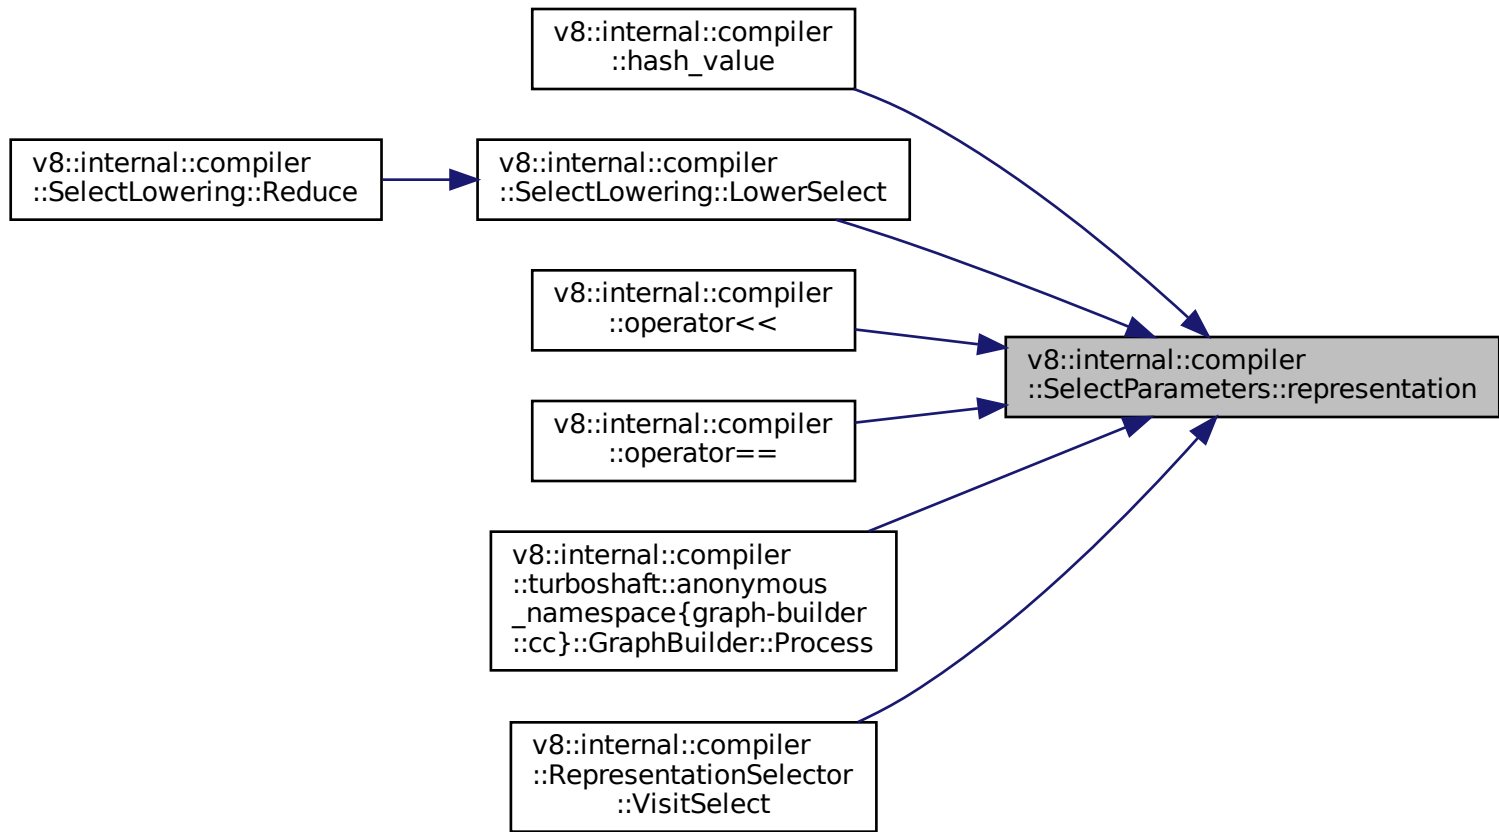 v8::internal::compiler
::hash_value
v8::internal::compiler
::SelectLowering::Reduce
v8::internal::compiler
::SelectLowering::LowerSelect
v8::internal::compiler
::operator<<
v8::internal::compiler
::SelectParameters::representation
v8::internal::compiler
::operator==
v8::internal::compiler
::turboshaft::anonymous
_namespace{graph-builder
::cc}::GraphBuilder::Process
v8::internal::compiler
::RepresentationSelector
::VisitSelect